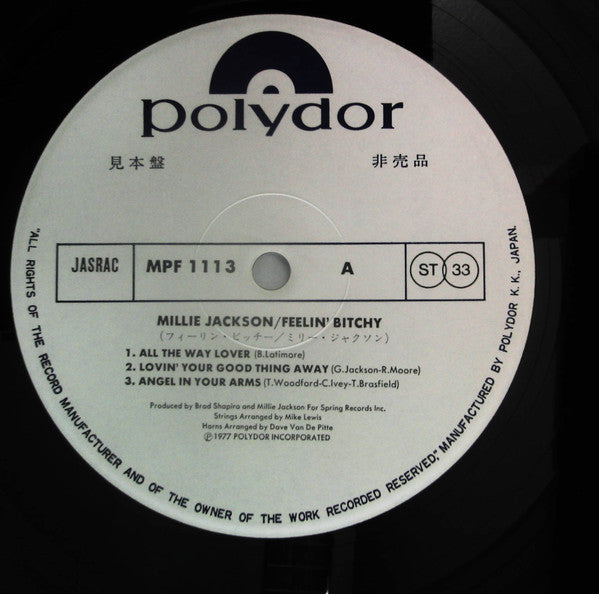 polydor
見本盤
非売品
JASRAC
MPF 1113
A
ST 33
MILLIE JACKSON/FEELIN' BITCHY
(フィーリン・ビッチー/ミリー・ジャクソン)
1. ALL THE WAY LOVER (B.Latimore)
2. LOVIN' YOUR GOOD THING AWAY (G.Jackson-R.Moore)
3. ANGEL IN YOUR ARMS (T.Woodford-C.Ivey-T.Brasfield)
Produced by Brad Shapiro and Millie Jackson For Spring Records Inc.
Strings Arranged by Mike Lewis
Horns Arranged by Dave Van De Pitte
Ⓟ1977 POLYDOR INCORPORATED
"ALL RIGHTS OF THE RECORD MANUFACTURER AND OF THE OWNER OF THE WORK RECORDED RESERVED." MANUFACTURED BY POLYDOR K.K., JAPAN.